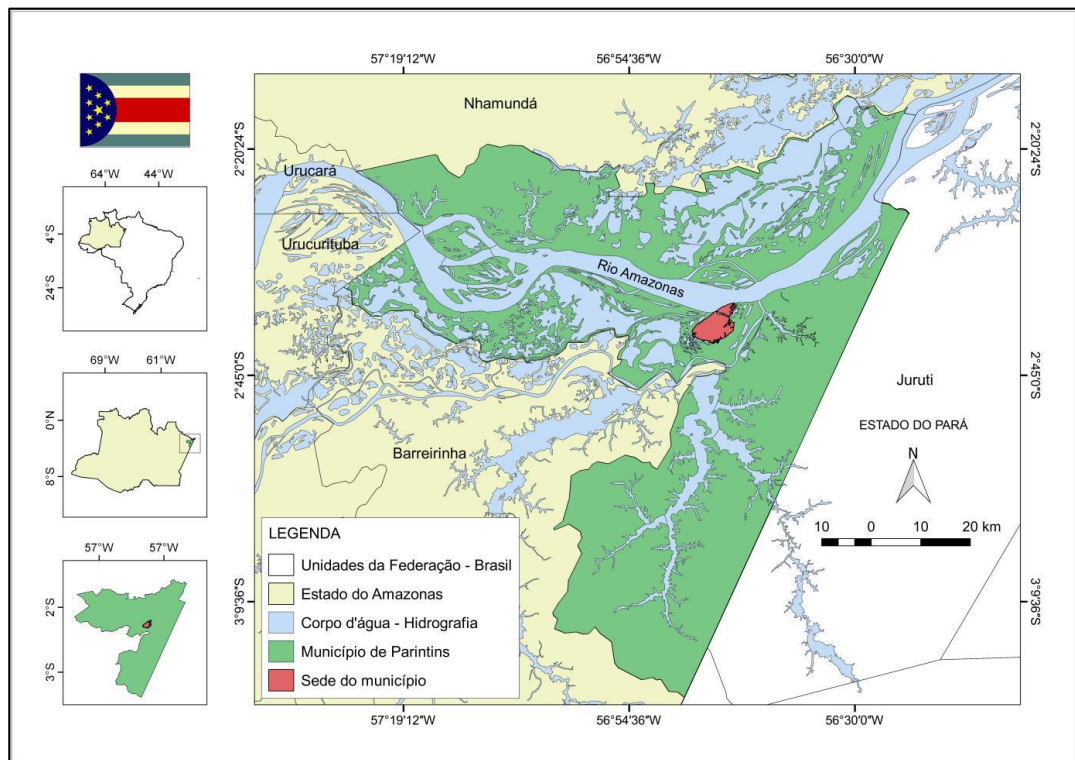 57°19'12"W 56°54'36"W 56°30'0"W
Nhamundá
2°20'24"S
2°20'24"S
64°W 44°W
Urucará
4°S
24°S
Urucurituba
Rio Amazonas
69°W 61°W
2°45'0"S
2°45'0"S
Juruti
0°N
8°S
ESTADO DO PARÁ
Barreirinha
N
10 0 10 20 km
LEGENDA
Unidades da Federação - Brasil
Estado do Amazonas
Corpo d'água - Hidrografia
Município de Parintins
Sede do município
57°W 57°W
2°S
3°S
3°9'36"S
3°9'36"S
57°19'12"W 56°54'36"W 56°30'0"W